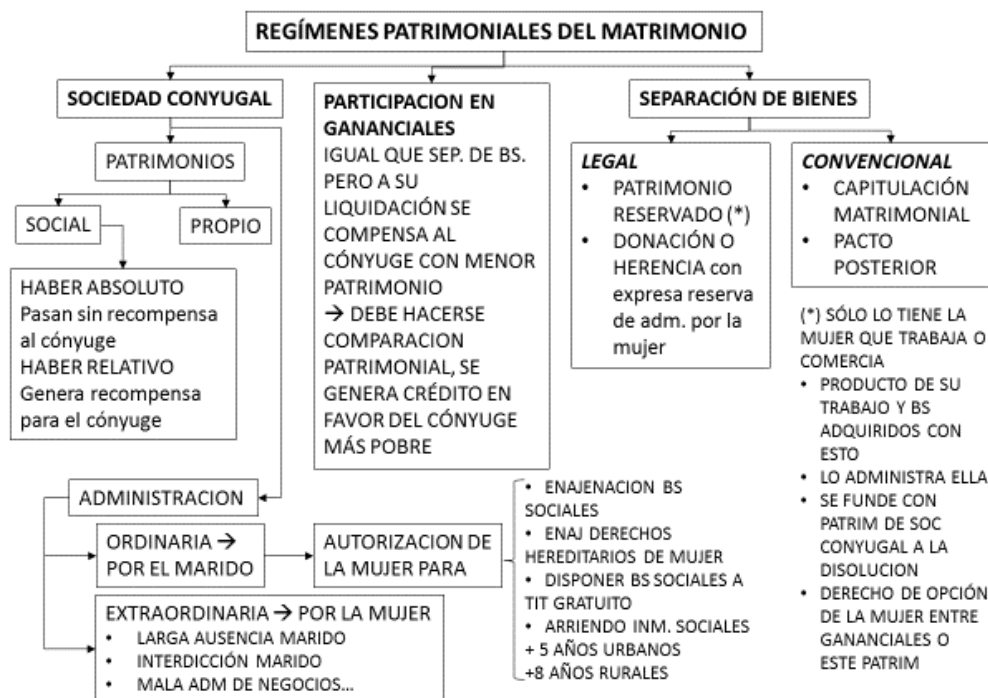 REGÍMENES PATRIMONIALES DEL MATRIMONIO
SOCIEDAD CONYUGAL
PATRIMONIOS
SOCIAL
PROPIO
HABER ABSOLUTO
Pasan sin recompensa
al cónyuge
HABER RELATIVO
Genera recompensa
para el cónyuge
PARTICIPACION EN
GANANCIALES
IGUAL QUE SEP. DE BS.
PERO A SU
LIQUIDACIÓN SE
COMPENSA AL
CÓNYUGE CON MENOR
PATRIMONIO
→ DEBE HACERSE
COMPARACION
PATRIMONIAL, SE
GENERA CRÉDITO EN
FAVOR DEL CÓNYUGE
MÁS POBRE
SEPARACIÓN DE BIENES
LEGAL
• PATRIMONIO
RESERVADO (*)
• DONACIÓN O
HERENCIA con
expresa reserva
de adm. por la
mujer
CONVENCIONAL
• CAPITULACIÓN
MATRIMONIAL
• PACTO
POSTERIOR
(*) SÓLO LO TIENE LA
MUJER QUE TRABAJA O
COMERCIA
• PRODUCTO DE SU
TRABAJO Y BS
ADQUIRIDOS CON
ESTO
• LO ADMINISTRA ELLA
• SE FUNDE CON
PATRIM DE SOC
CONYUGAL A LA
DISOLUCION
• DERECHO DE OPCIÓN
DE LA MUJER ENTRE
GANANCIALES O
ESTE PATRIM
ADMINISTRACION
ORDINARIA →
POR EL MARIDO
AUTORIZACION DE
LA MUJER PARA
• ENAJENACION BS
SOCIALES
• ENAJ DERECHOS
HEREDITARIOS DE MUJER
• DISPONER BS SOCIALES A
TIT GRATUITO
• ARRIENDO INM. SOCIALES
+ 5 AÑOS URBANOS
+8 AÑOS RURALES
EXTRAORDINARIA → POR LA MUJER
• LARGA AUSENCIA MARIDO
• INTERDICCIÓN MARIDO
• MALA ADM DE NEGOCIOS...